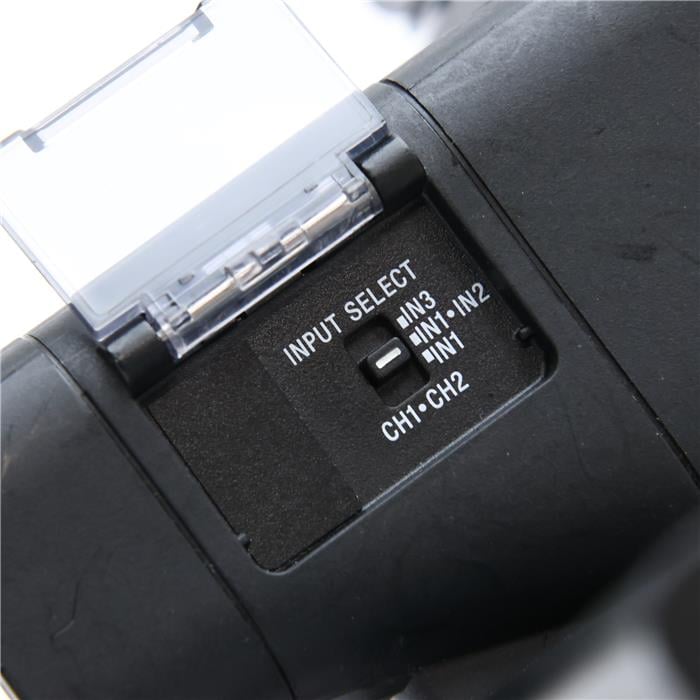 INPUT SELECT
■IN3
■IN1•IN2
■IN1
CH1•CH2